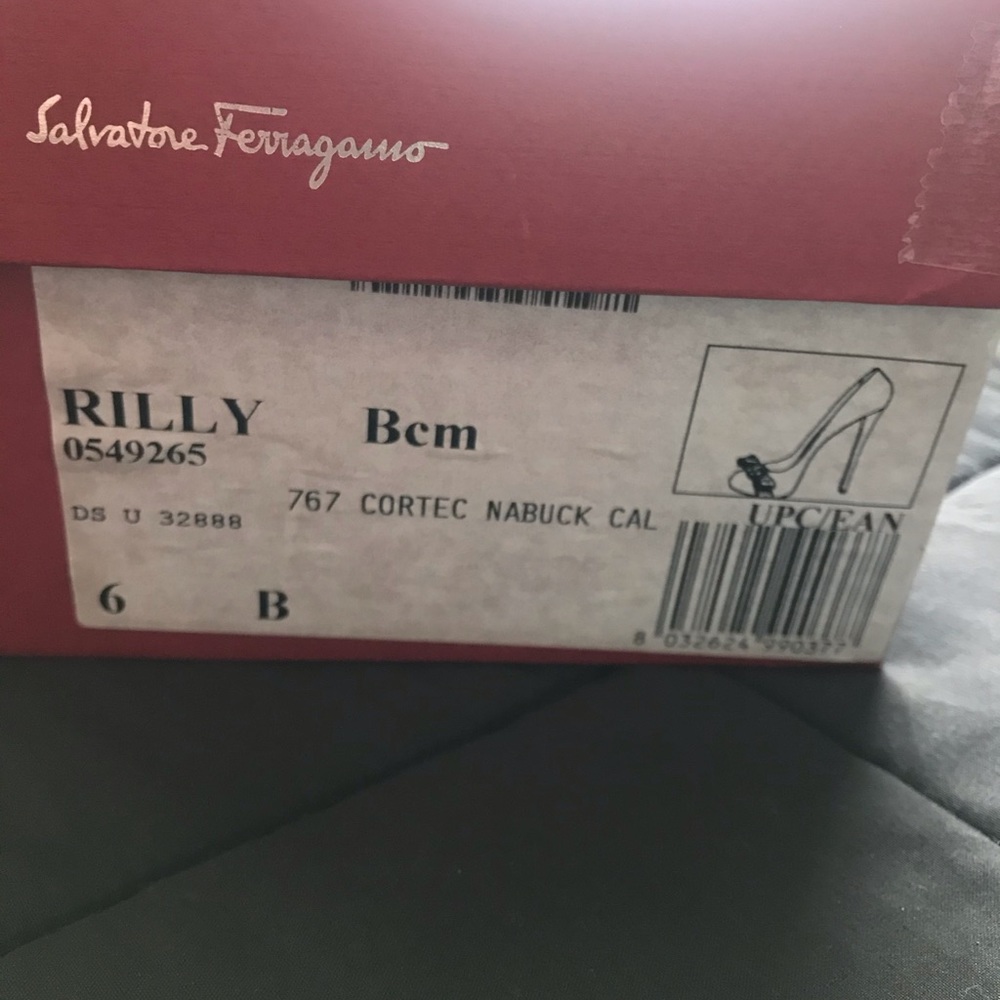 Salvatore Ferragamo
RILLY Bcm
0549265
DS U 32888 767 CORTEC NABUCK CAL
UPC/EAN
6 B
8 032624 990377